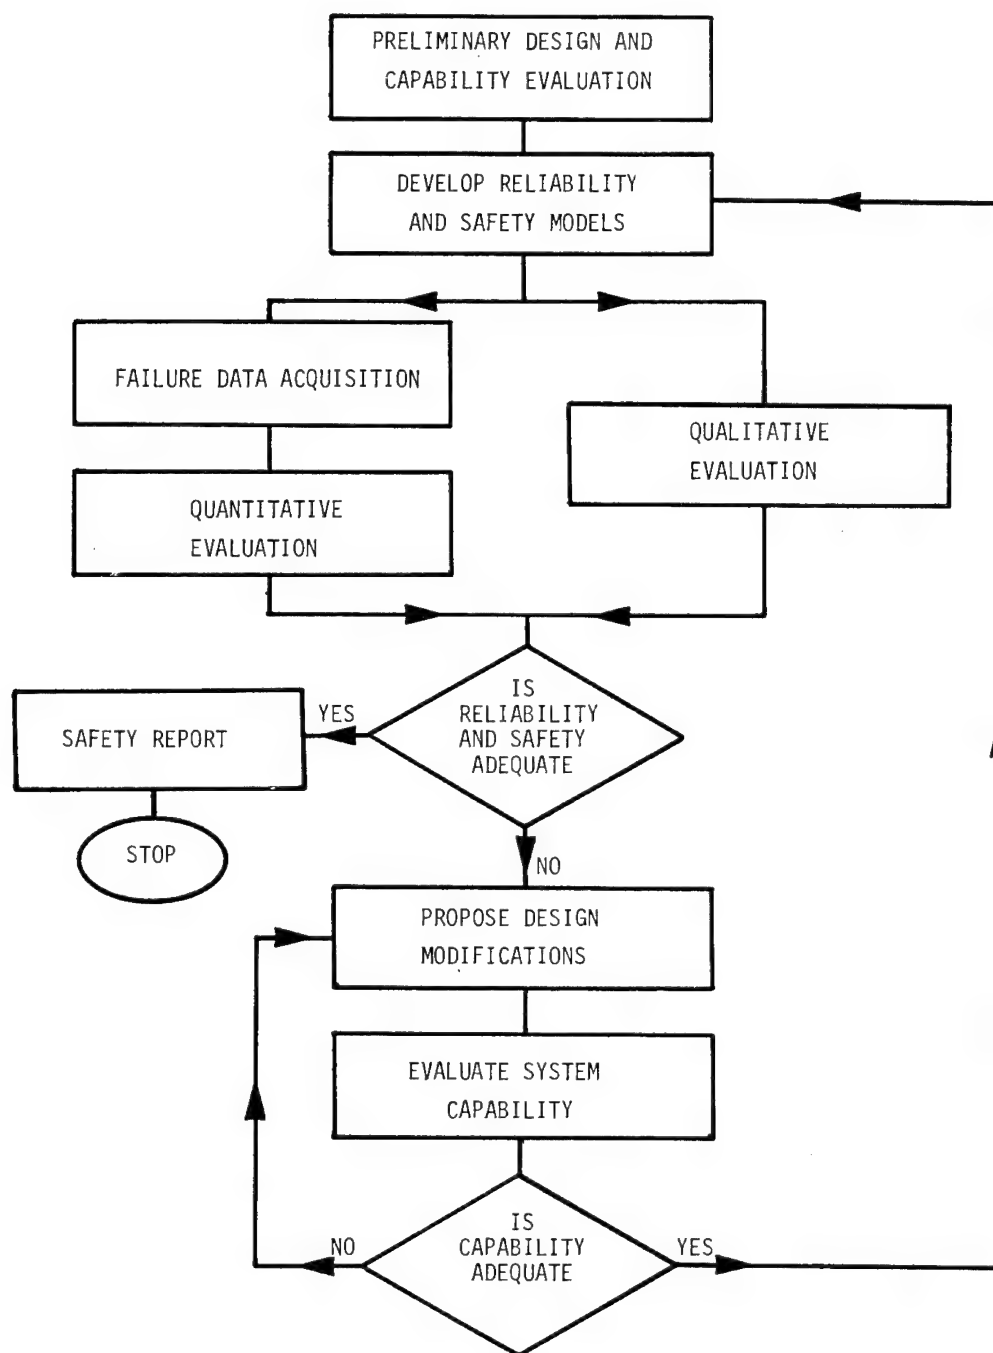 PRELIMINARY DESIGN AND
CAPABILITY EVALUATION
DEVELOP RELIABILITY
AND SAFETY MODELS
FAILURE DATA ACQUISITION
QUALITATIVE
EVALUATION
QUANTITATIVE
EVALUATION
IS
RELIABILITY
AND SAFETY
ADEQUATE
YES
SAFETY REPORT
STOP
NO
PROPOSE DESIGN
MODIFICATIONS
EVALUATE SYSTEM
CAPABILITY
IS
CAPABILITY
ADEQUATE
NO
YES